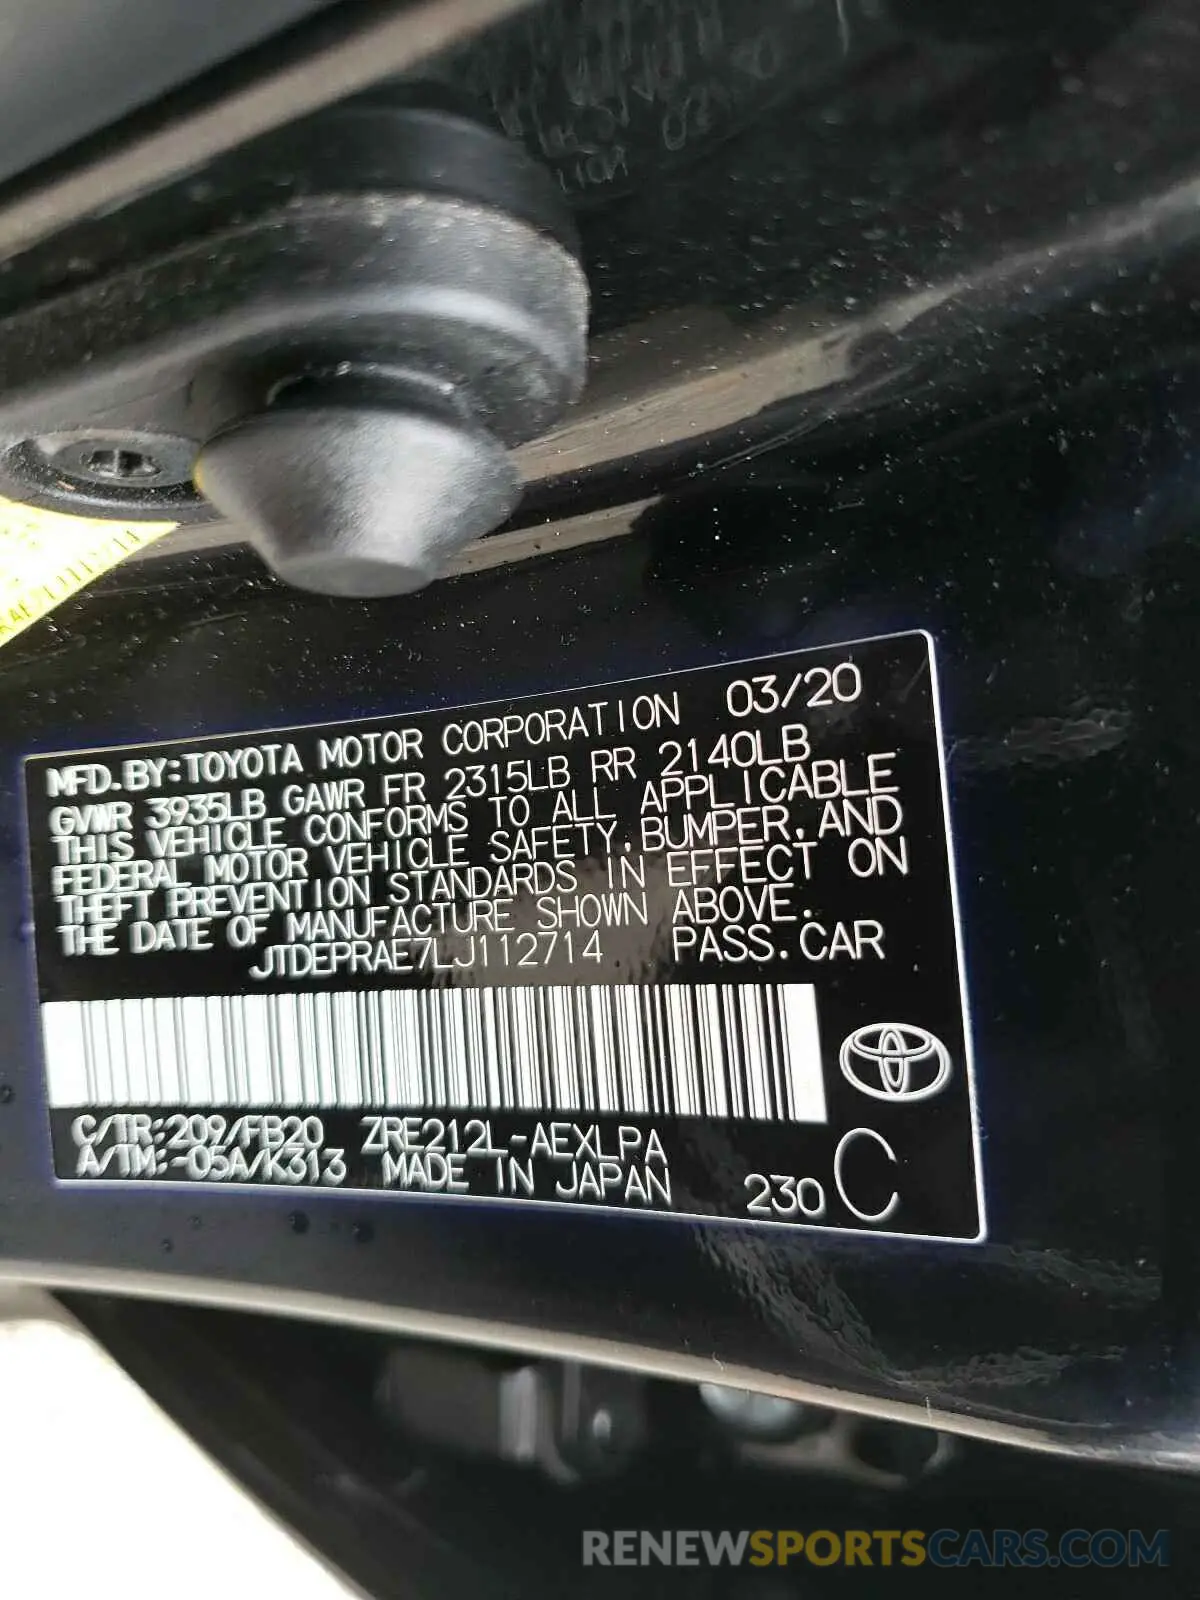 MFD.BY:TOYOTA MOTOR CORPORATION 03/20
GVWR 3935LB GAWR FR 2315LB RR 2140LB
THIS VEHICLE CONFORMS TO ALL APPLICABLE
FEDERAL MOTOR VEHICLE SAFETY, BUMPER, AND
THEFT PREVENTION STANDARDS IN EFFECT ON
THE DATE OF MANUFACTURE SHOWN ABOVE.
JTDEPRAE7LJ112714 PASS.CAR
C/TR:209/FB20 ZRE212L-AEXLPA
A/TM:-05A/K313 MADE IN JAPAN 230 C
RENEWSPORTSCARS.COM